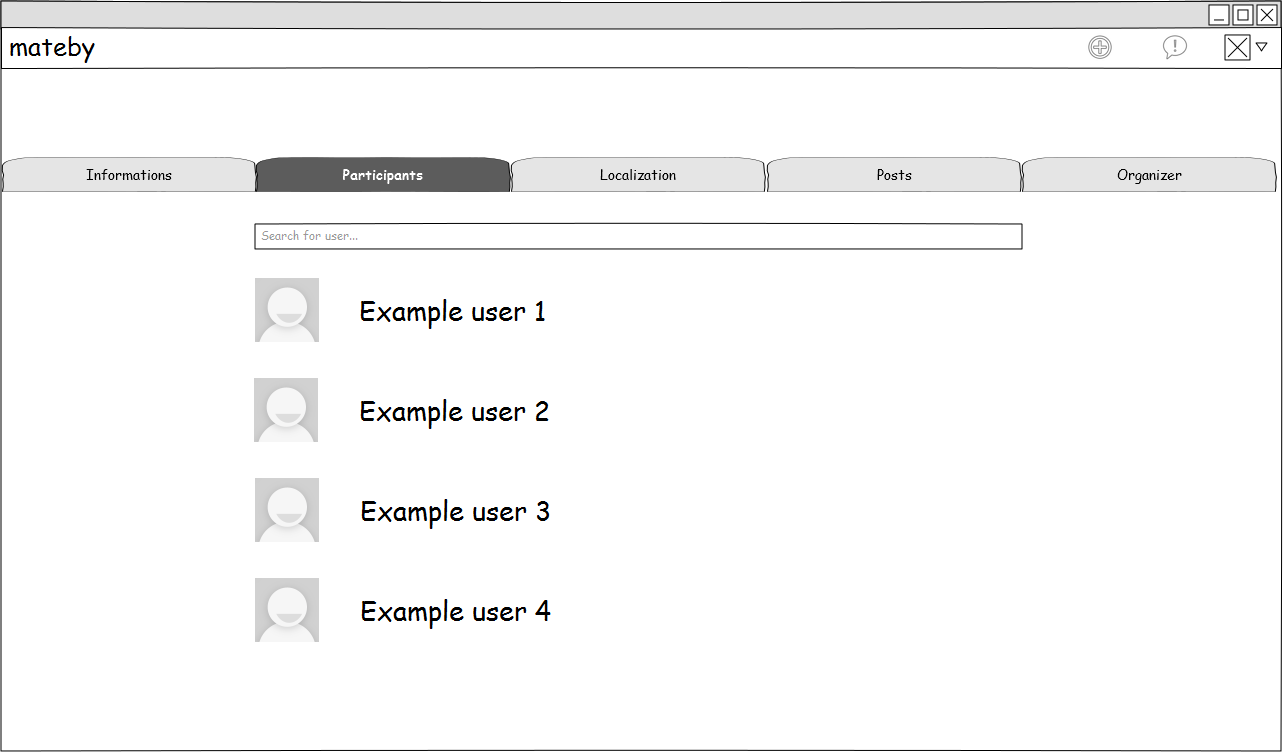 mateby
Informations Participants Localization Posts Organizer
Search for user...
Example user 1
Example user 2
Example user 3
Example user 4